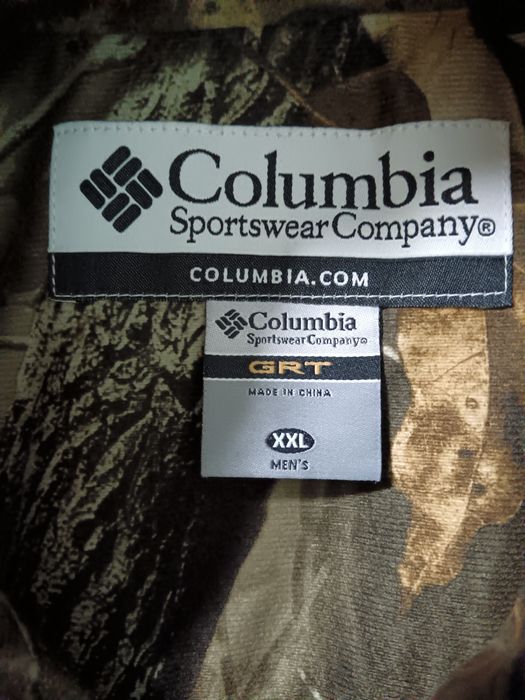 Columbia
Sportswear Company®
COLUMBIA.COM
Columbia
Sportswear Company®
GRT
MADE IN CHINA
XXL
MEN'S